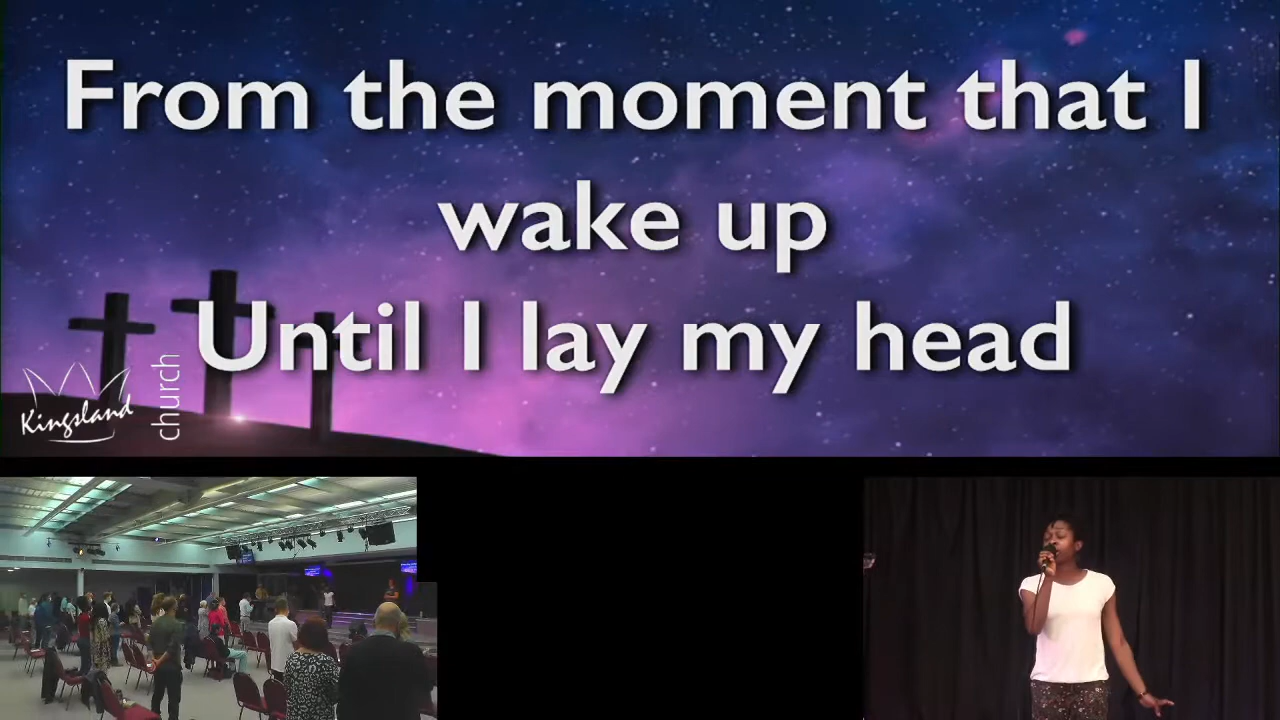 From the moment that I
wake up
Until I lay my head
Kingsland
church